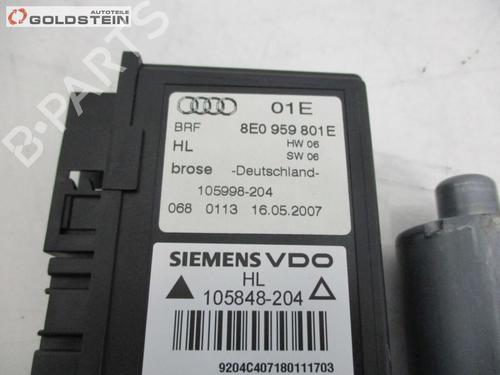 AUTOTEILE
GOLDSTEIN
B-PARTS
01E
BRF 8E0 959 801E
HL HW 06
SW 06
brose -Deutschland-
105998-204
068 0113 16.05.2007
SIEMENS VDO
HL
105848-204
9204C407180111703